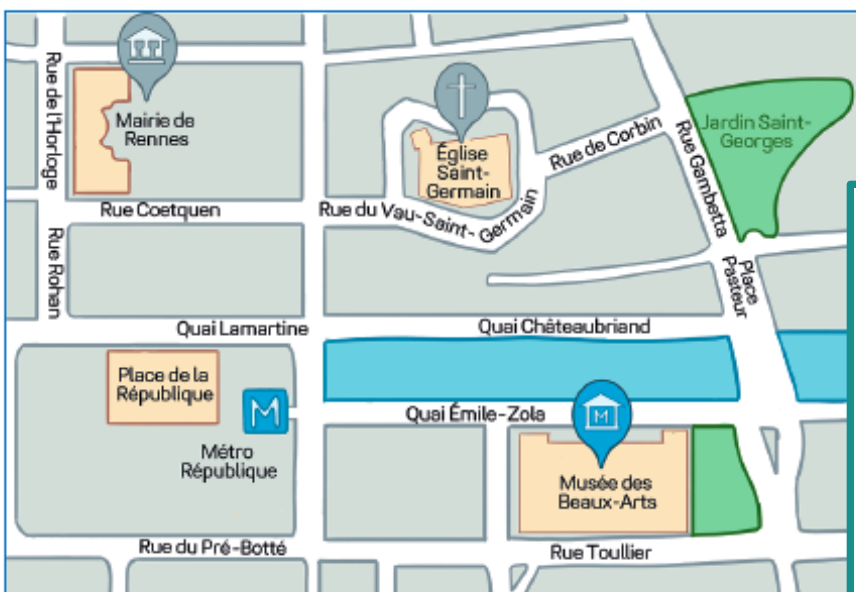 Rue de l'Horloge
Mairie de
Rennes
Église
Saint-
Germain
Rue de Corbin
Jardin Saint-
Georges
Rue Gambetta
Rue Coetquen
Rue du Vau-Saint-Germain
Rue Rohan
Place
Pasteur
Quai Lamartine
Quai Châteaubriand
Place de la
République
M
Métro
République
Quai Émile-Zola
M
Musée des
Beaux-Arts
Rue du Pré-Botté
Rue Toullier